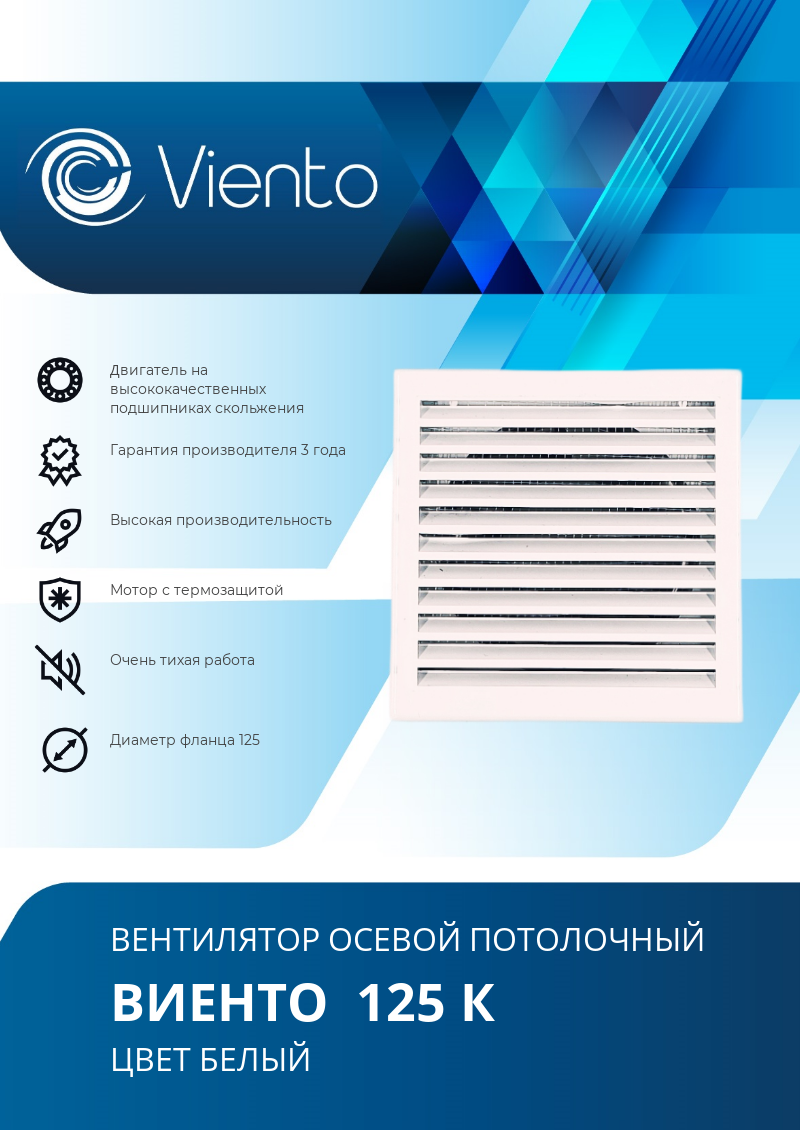 Viento
Двигатель на
высококачественных
подшипниках скольжения
Гарантия производителя 3 года
Высокая производительность
Мотор с термозащитой
Очень тихая работа
Диаметр фланца 125
ВЕНТИЛЯТОР ОСЕВОЙ ПОТОЛОЧНЫЙ
ВИЕНТО 125 К
ЦВЕТ БЕЛЫЙ